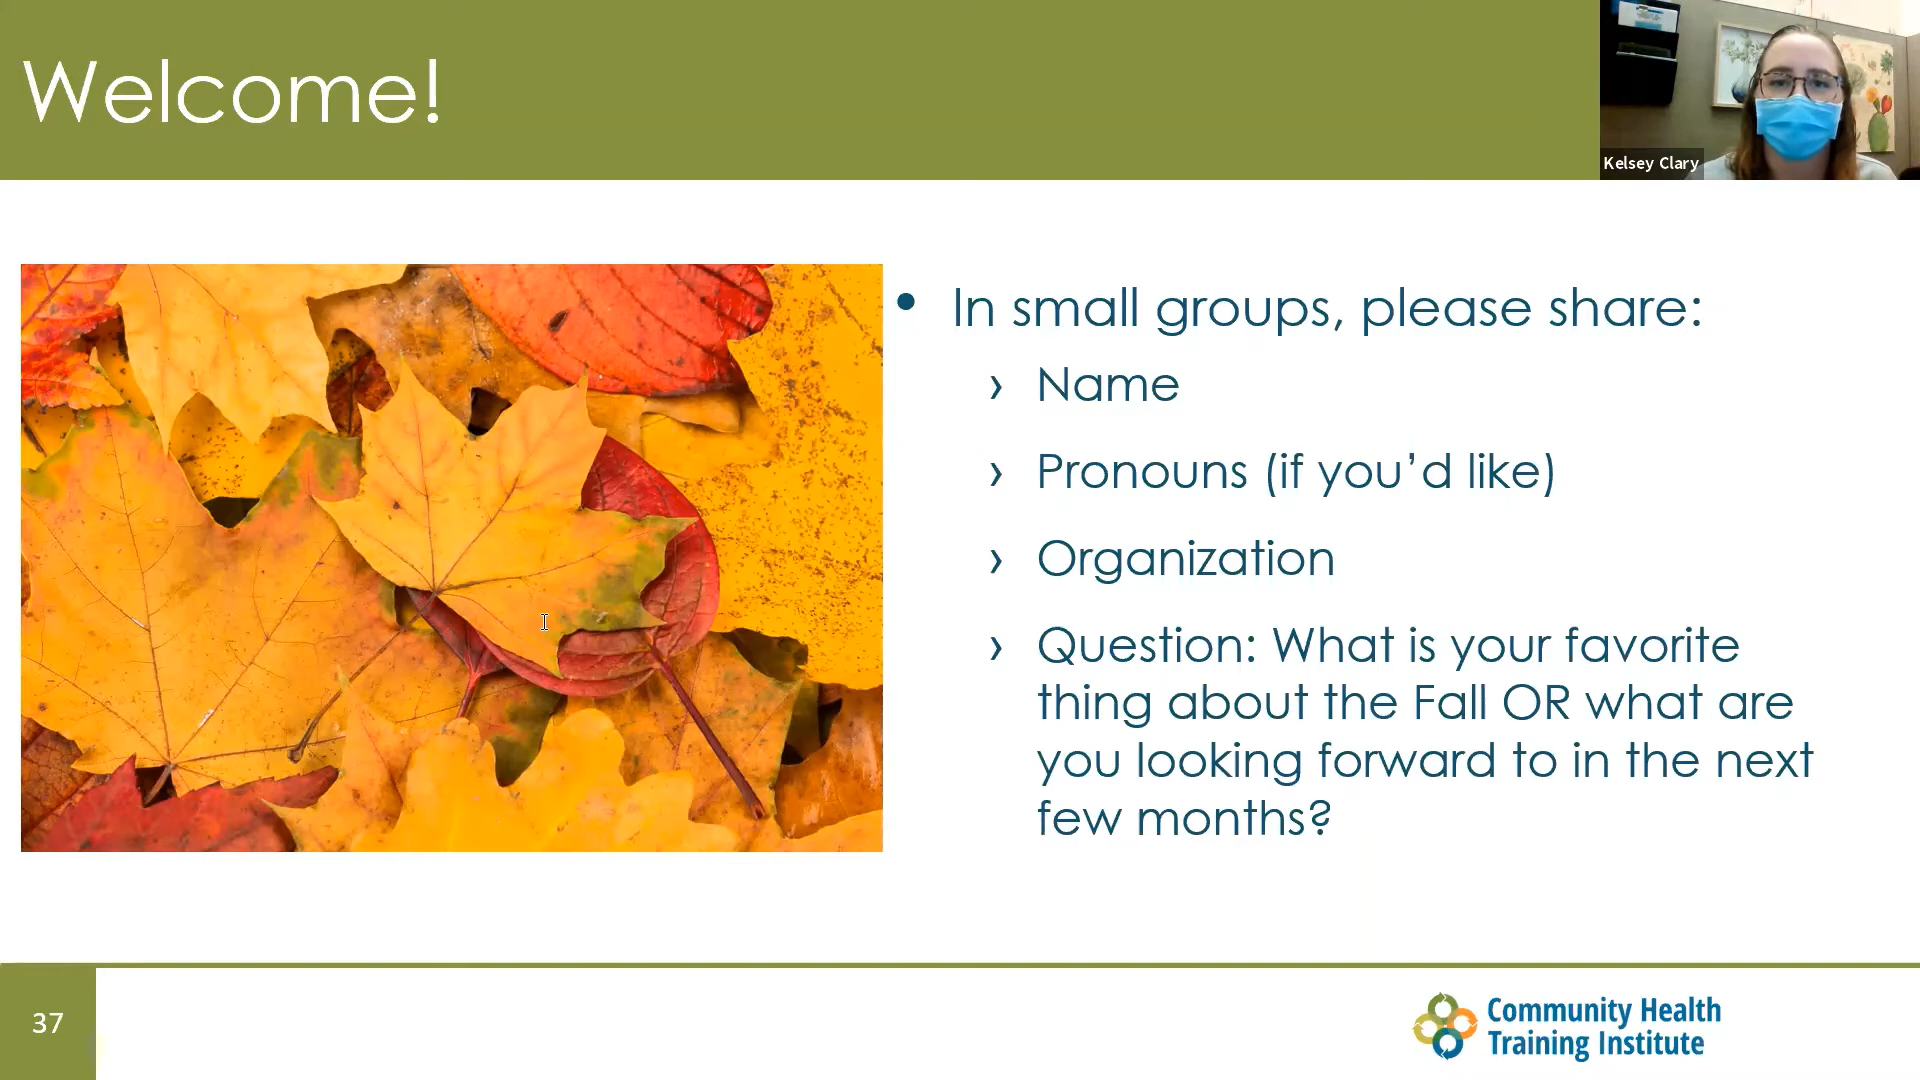 Welcome!
Kelsey Clary
• In small groups, please share:
› Name
› Pronouns (if you’d like)
› Organization
› Question: What is your favorite
thing about the Fall OR what are
you looking forward to in the next
few months?
37
Community Health
Training Institute